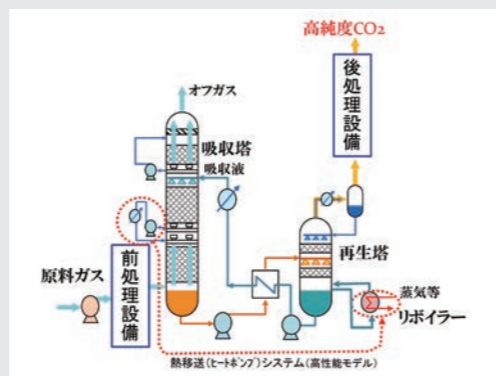 高純度CO2
後処理設備
オフガス
吸収塔
吸収液
再生塔
原料ガス
前処理設備
蒸気等
リボイラー
熱移送(ヒートポンプ)システム(高性能モデル)